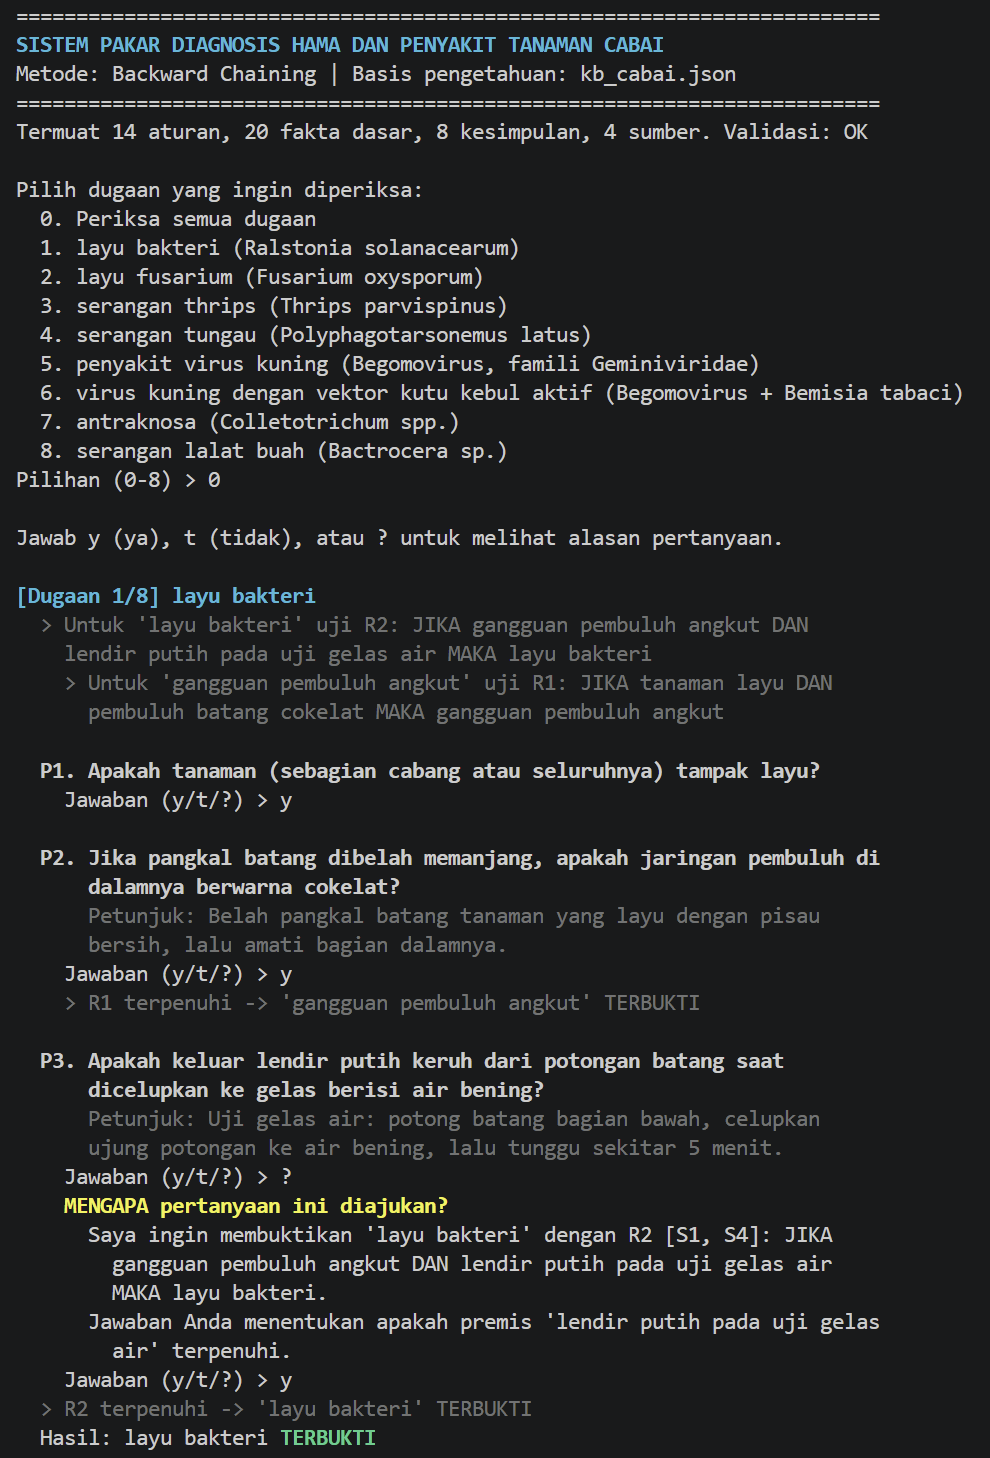 ========================================================================
SISTEM PAKAR DIAGNOSIS HAMA DAN PENYAKIT TANAMAN CABAI
Metode: Backward Chaining | Basis pengetahuan: kb_cabai.json
========================================================================
Termuat 14 aturan, 20 fakta dasar, 8 kesimpulan, 4 sumber. Validasi: OK
Pilih dugaan yang ingin diperiksa:
0. Periksa semua dugaan
1. layu bakteri (Ralstonia solanacearum)
2. layu fusarium (Fusarium oxysporum)
3. serangan thrips (Thrips parvispinus)
4. serangan tungau (Polyphagotarsonemus latus)
5. penyakit virus kuning (Begomovirus, famili Geminiviridae)
6. virus kuning dengan vektor kutu kebul aktif (Begomovirus + Bemisia tabaci)
7. antraknosa (Colletotrichum spp.)
8. serangan lalat buah (Bactrocera sp.)
Pilihan (0-8) > 0
Jawab y (ya), t (tidak), atau ? untuk melihat alasan pertanyaan.
[Dugaan 1/8] layu bakteri
> Untuk 'layu bakteri' uji R2: JIKA gangguan pembuluh angkut DAN
lendir putih pada uji gelas air MAKA layu bakteri
> Untuk 'gangguan pembuluh angkut' uji R1: JIKA tanaman layu DAN
pembuluh batang cokelat MAKA gangguan pembuluh angkut
P1. Apakah tanaman (sebagian cabang atau seluruhnya) tampak layu?
Jawaban (y/t/?) > y
P2. Jika pangkal batang dibelah memanjang, apakah jaringan pembuluh di
dalamnya berwarna cokelat?
Petunjuk: Belah pangkal batang tanaman yang layu dengan pisau
bersih, lalu amati bagian dalamnya.
Jawaban (y/t/?) > y
> R1 terpenuhi -> 'gangguan pembuluh angkut' TERBUKTI
P3. Apakah keluar lendir putih keruh dari potongan batang saat
dicelupkan ke gelas berisi air bening?
Petunjuk: Uji gelas air: potong batang bagian bawah, celupkan
ujung potongan ke air bening, lalu tunggu sekitar 5 menit.
Jawaban (y/t/?) > ?
MENGAPA pertanyaan ini diajukan?
Saya ingin membuktikan 'layu bakteri' dengan R2 [S1, S4]: JIKA
gangguan pembuluh angkut DAN lendir putih pada uji gelas air
MAKA layu bakteri.
Jawaban Anda menentukan apakah premis 'lendir putih pada uji gelas
air' terpenuhi.
Jawaban (y/t/?) > y
> R2 terpenuhi -> 'layu bakteri' TERBUKTI
Hasil: layu bakteri TERBUKTI